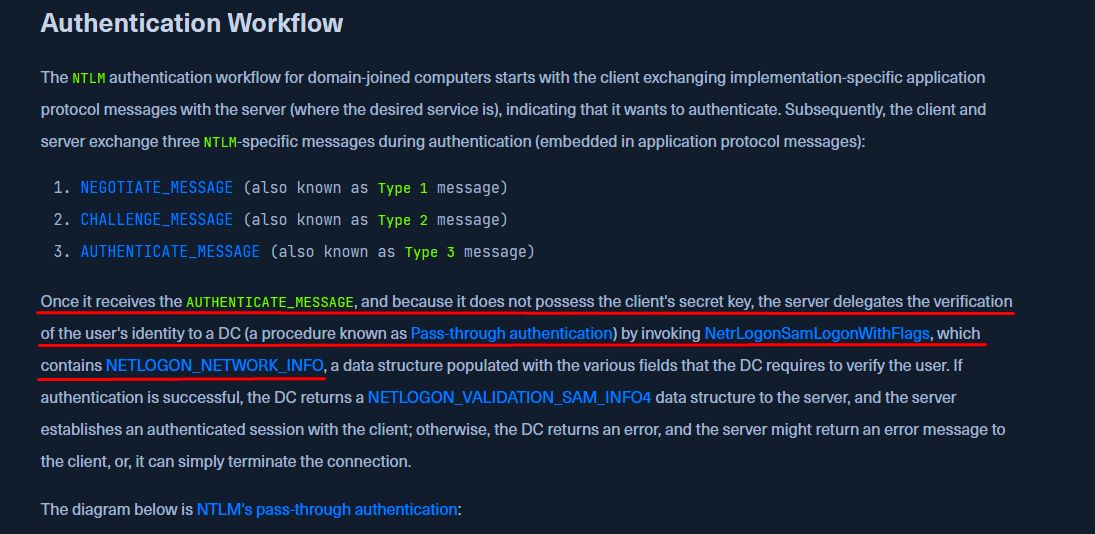 Authentication Workflow
The NTLM authentication workflow for domain-joined computers starts with the client exchanging implementation-specific application
protocol messages with the server (where the desired service is), indicating that it wants to authenticate. Subsequently, the client and
server exchange three NTLM-specific messages during authentication (embedded in application protocol messages):
1. NEGOTIATE_MESSAGE (also known as Type 1 message)
2. CHALLENGE_MESSAGE (also known as Type 2 message)
3. AUTHENTICATE_MESSAGE (also known as Type 3 message)
Once it receives the AUTHENTICATE_MESSAGE, and because it does not possess the client's secret key, the server delegates the verification
of the user's identity to a DC (a procedure known as Pass-through authentication) by invoking NetrLogonSamLogonWithFlags, which
contains NETLOGON_NETWORK_INFO, a data structure populated with the various fields that the DC requires to verify the user. If
authentication is successful, the DC returns a NETLOGON_VALIDATION_SAM_INFO4 data structure to the server, and the server
establishes an authenticated session with the client; otherwise, the DC returns an error, and the server might return an error message to
the client, or, it can simply terminate the connection.
The diagram below is NTLM's pass-through authentication: